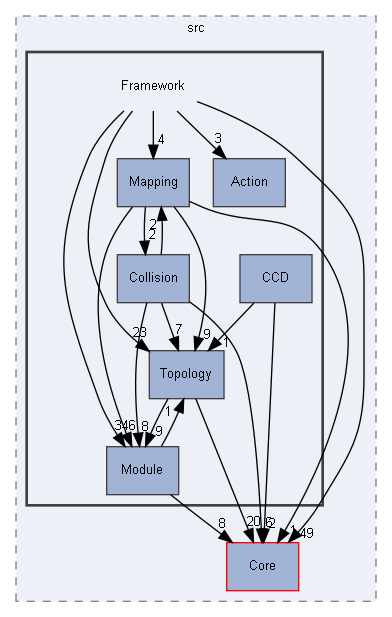 src
Framework
4
3
Mapping
Action
2
2
Collision
CCD
23
7
9
1
Topology
1
34
6
8
9
Module
8
20
6
2
1
49
Core